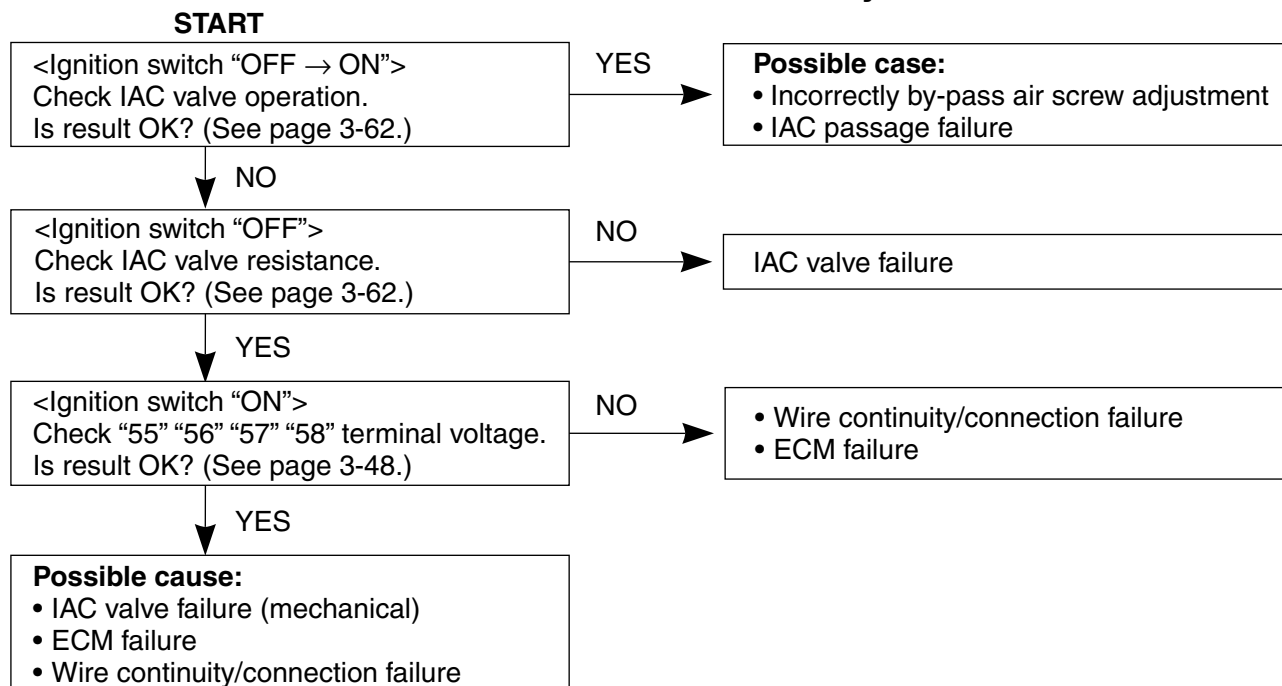 START
<Ignition switch “OFF → ON”>
Check IAC valve operation.
Is result OK? (See page 3-62.)
YES
Possible case:
• Incorrectly by-pass air screw adjustment
• IAC passage failure
NO
<Ignition switch “OFF”>
Check IAC valve resistance.
Is result OK? (See page 3-62.)
NO
IAC valve failure
YES
<Ignition switch “ON”>
Check “55” “56” “57” “58” terminal voltage.
Is result OK? (See page 3-48.)
NO
• Wire continuity/connection failure
• ECM failure
YES
Possible cause:
• IAC valve failure (mechanical)
• ECM failure
• Wire continuity/connection failure